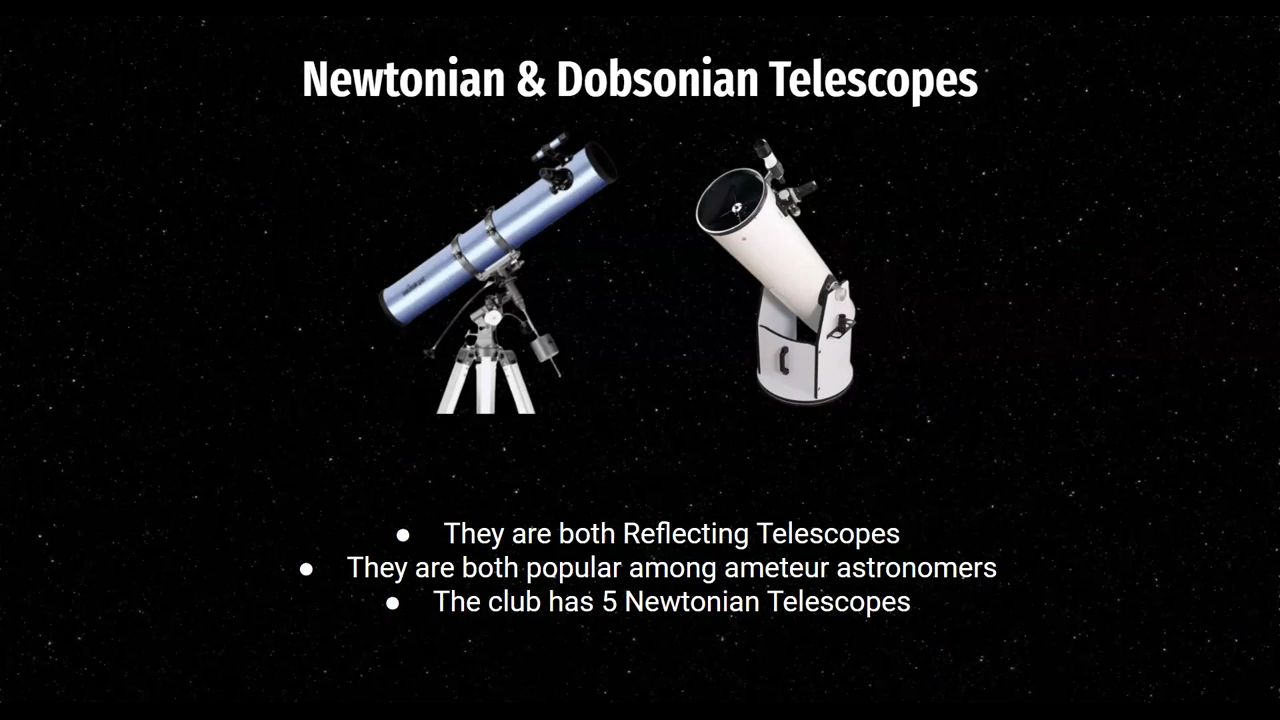 Newtonian & Dobsonian Telescopes
● They are both Reflecting Telescopes
● They are both popular among ameteur astronomers
● The club has 5 Newtonian Telescopes